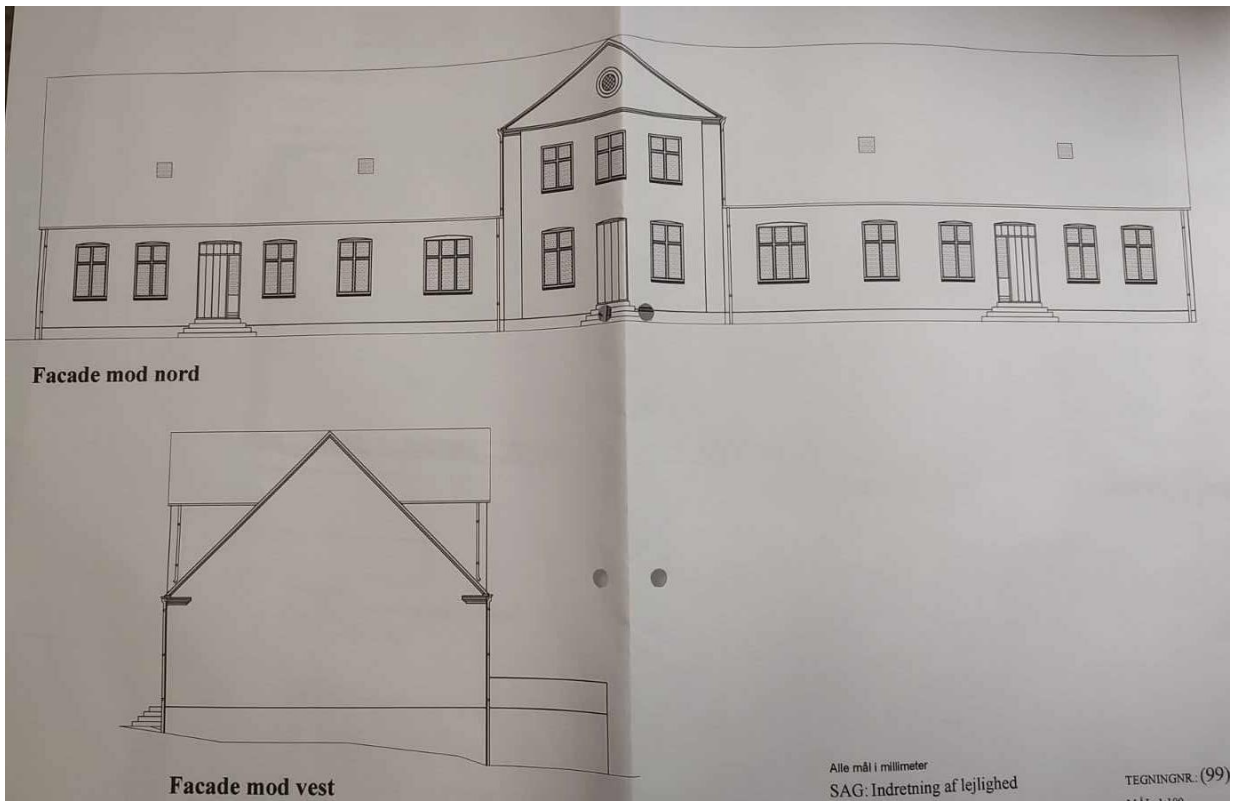 Facade mod nord
Facade mod vest
Alle mål i millimeter
SAG: Indretning af lejlighed
TEGNINGNR.: (99)